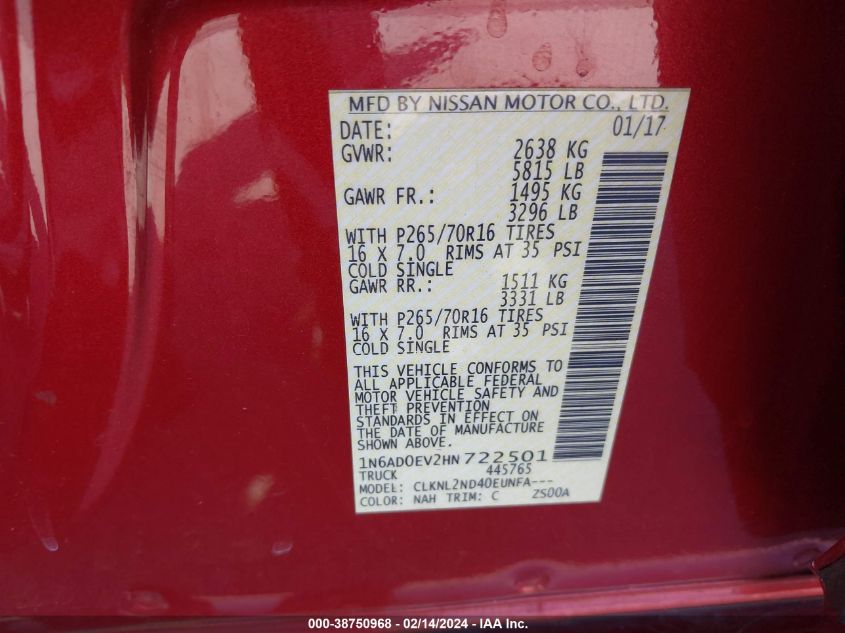 MFD BY NISSAN MOTOR CO., LTD.
DATE: 01/17
GVWR: 2638 KG
5815 LB
GAWR FR.: 1495 KG
3296 LB
WITH P265/70R16 TIRES
16 X 7.0 RIMS AT 35 PSI
COLD SINGLE
GAWR RR.: 1511 KG
3331 LB
WITH P265/70R16 TIRES
16 X 7.0 RIMS AT 35 PSI
COLD SINGLE
THIS VEHICLE CONFORMS TO
ALL APPLICABLE FEDERAL
MOTOR VEHICLE SAFETY AND
THEFT PREVENTION
STANDARDS IN EFFECT ON
THE DATE OF MANUFACTURE
1N6AD0EV2HN722501
TRUCK 445765
MODEL: CLKNL2ND40EUNFA---
COLOR: NAH TRIM: C ZS00A
000-38750968 - 02/14/2024 - IAA Inc.